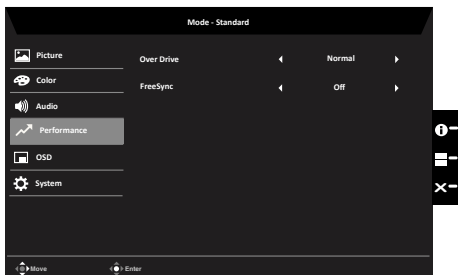 Mode - Standard
Picture
Over Drive Normal
Color
FreeSync Off
Audio
Performance
OSD
System
Move Enter